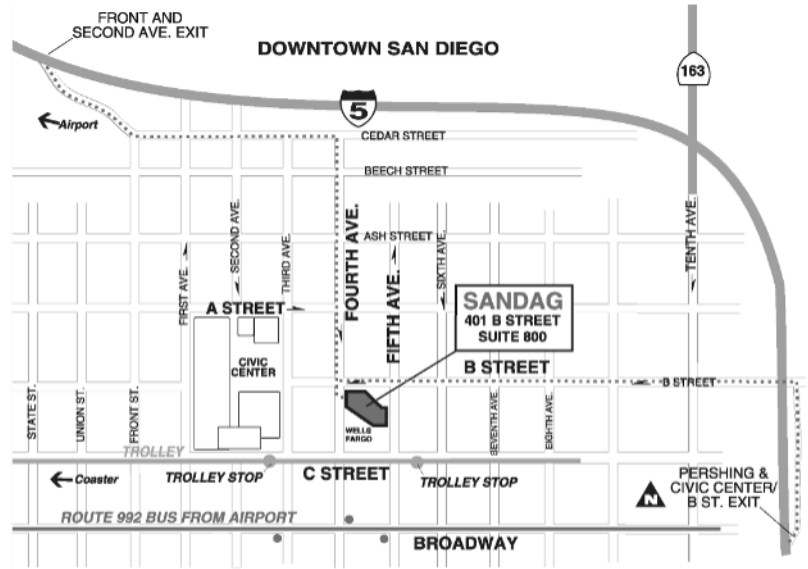 FRONT AND
SECOND AVE. EXIT
DOWNTOWN SAN DIEGO
163
5
Airport
CEDAR STREET
BEECH STREET
ASH STREET
FIRST AVE.
SECOND AVE.
THIRD AVE.
FOURTH AVE.
FIFTH AVE.
SIXTH AVE.
TENTH AVE.
A STREET
SANDAG
401 B STREET
SUITE 800
CIVIC
CENTER
B STREET
B STREET
STATE ST.
UNION ST.
FRONT ST.
SEVENTH AVE.
EIGHTH AVE.
WELLS
FARGO
TROLLEY
Coaster
TROLLEY STOP
C STREET
TROLLEY STOP
N
PERSHING &
CIVIC CENTER/
B ST. EXIT
ROUTE 992 BUS FROM AIRPORT
BROADWAY